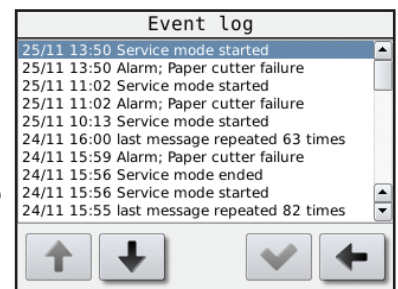 Event log
25/11 13:50 Service mode started
25/11 13:50 Alarm; Paper cutter failure
25/11 11:02 Service mode started
25/11 11:02 Alarm; Paper cutter failure
25/11 10:13 Service mode started
24/11 16:00 last message repeated 63 times
24/11 15:59 Alarm; Paper cutter failure
24/11 15:56 Service mode ended
24/11 15:56 Service mode started
24/11 15:55 last message repeated 82 times